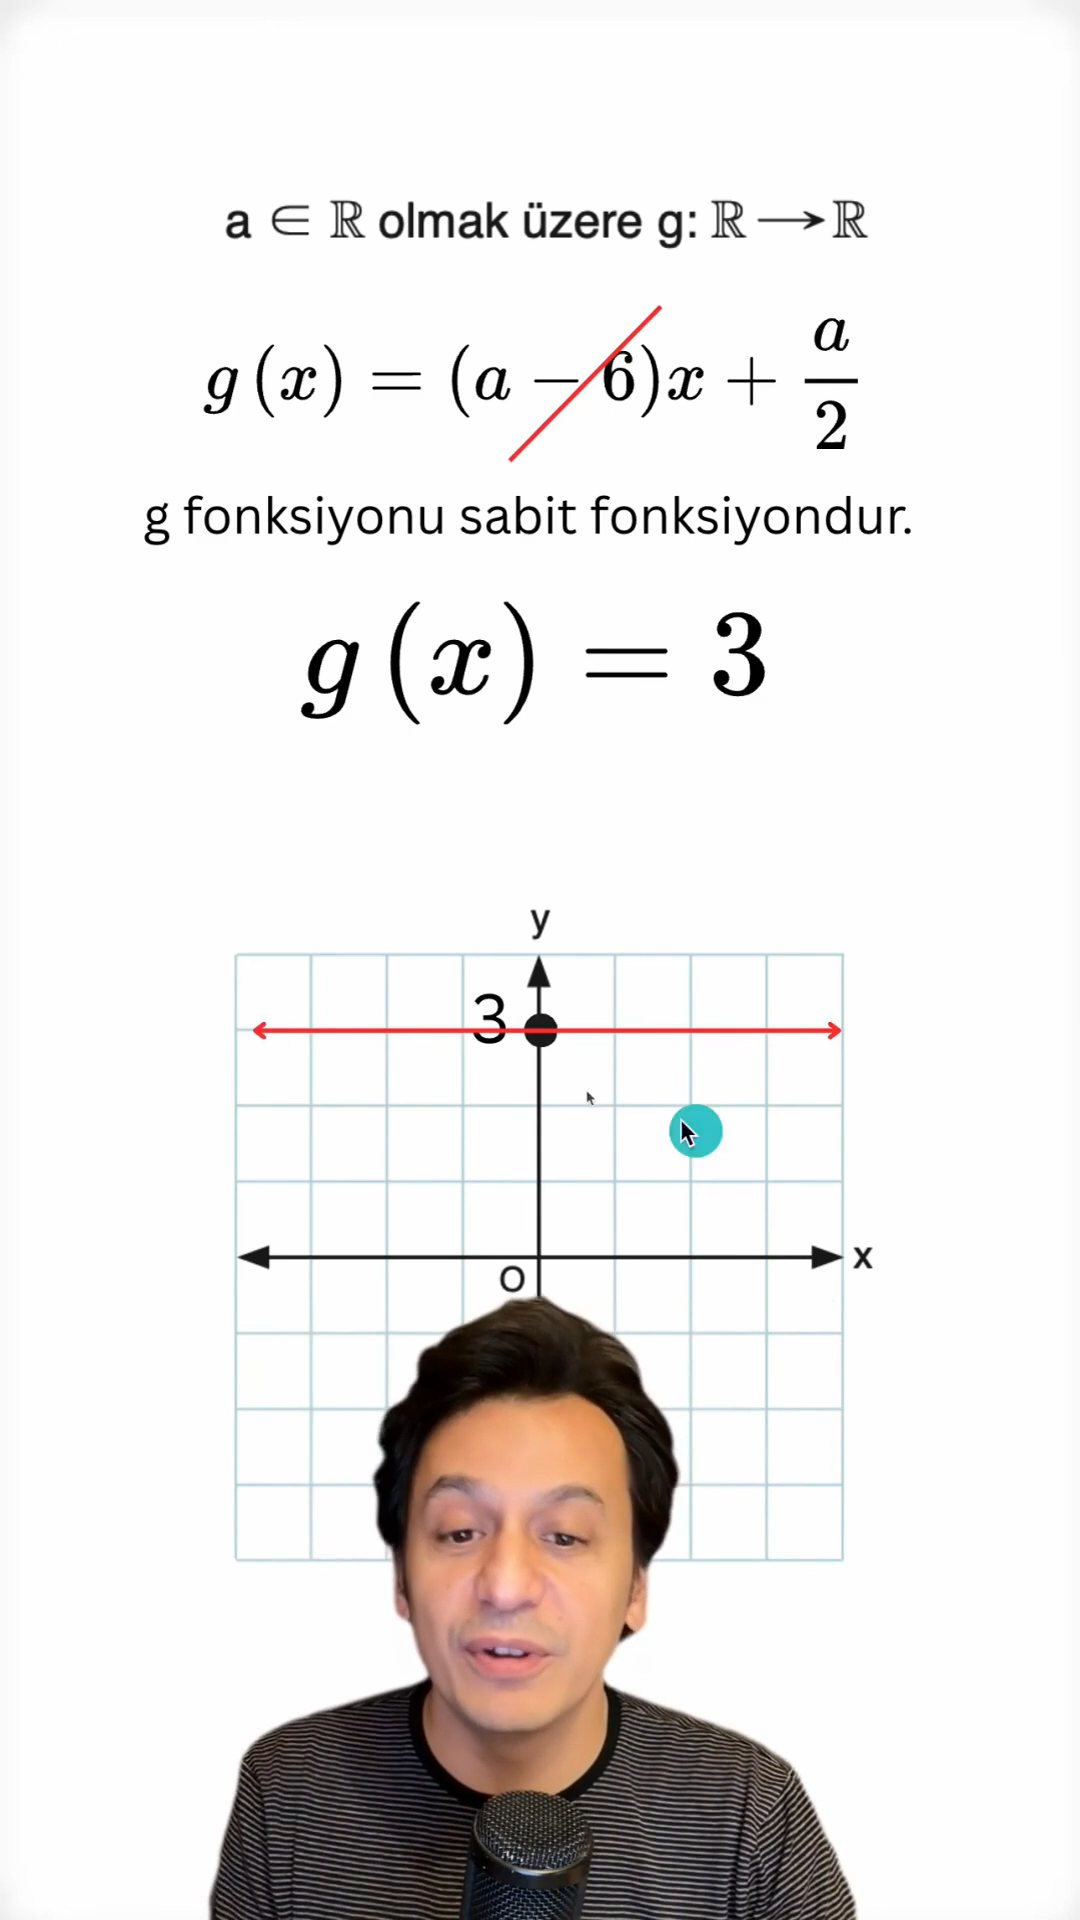 a ∈ ℝ olmak üzere g: ℝ → ℝ
g(x) = (a − 6)x + a/2
g fonksiyonu sabit fonksiyondur.
g(x) = 3
y
3
x
O